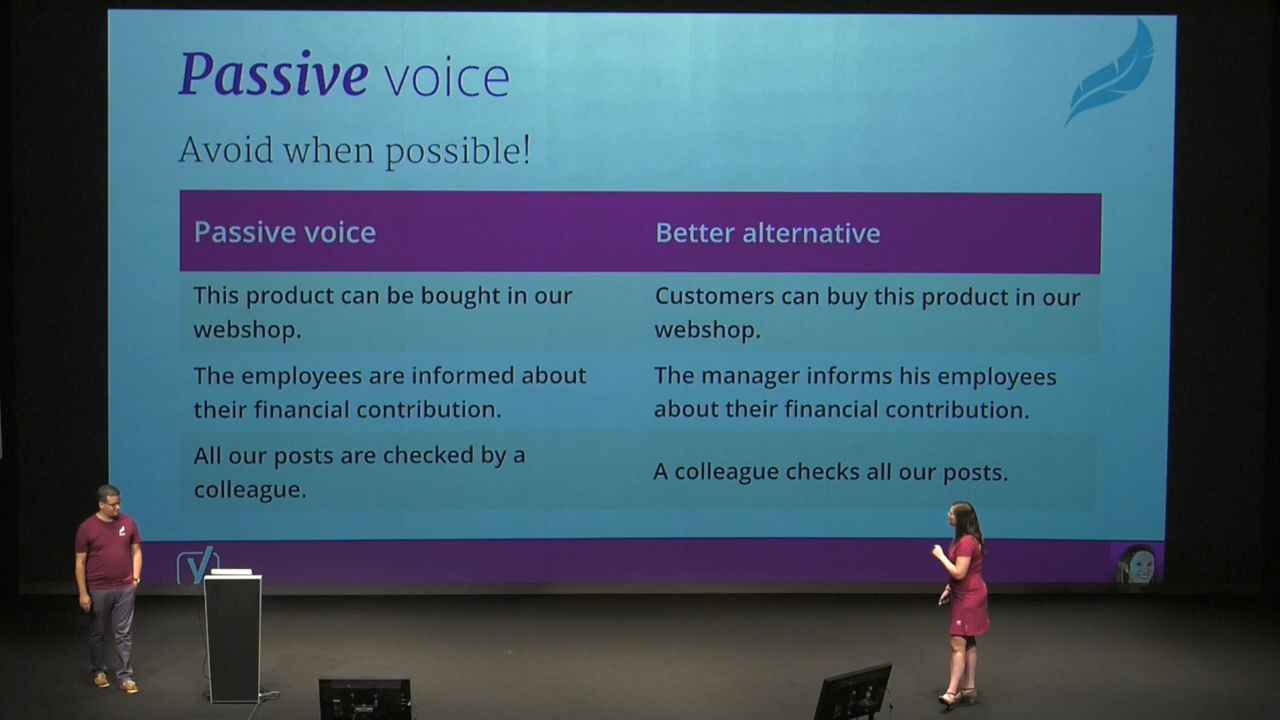 Passive voice
Avoid when possible!
Passive voice
Better alternative
This product can be bought in our
webshop.
Customers can buy this product in our
webshop.
The employees are informed about
their financial contribution.
The manager informs his employees
about their financial contribution.
All our posts are checked by a
colleague.
A colleague checks all our posts.